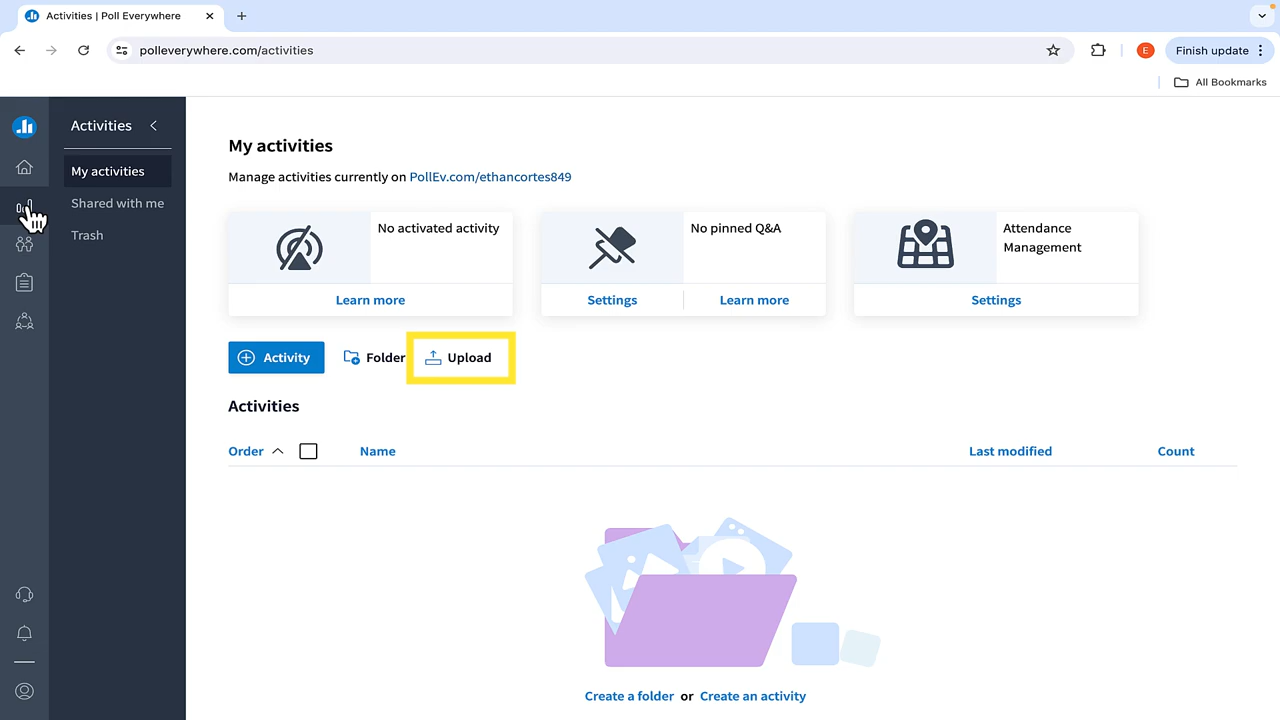 Activities | Poll Everywhere
polleverywhere.com/activities
E
Finish update
All Bookmarks
Activities
My activities
Shared with me
Trash
My activities
Manage activities currently on PollEv.com/ethancortes849
No activated activity
Learn more
No pinned Q&A
Settings
Learn more
Attendance
Management
Settings
Activity
Folder
Upload
Activities
Order
Name
Last modified
Count
Create a folder or Create an activity